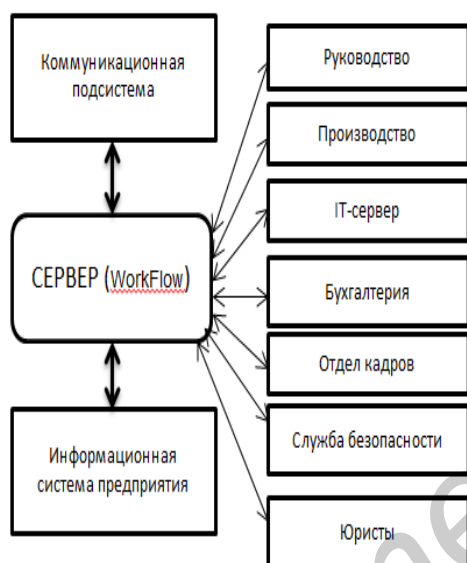 Коммуникационная
подсистема
СЕРВЕР (WorkFlow)
Информационная
система предприятия
Руководство
Производство
IT-сервер
Бухгалтерия
Отдел кадров
Служба безопасности
Юристы